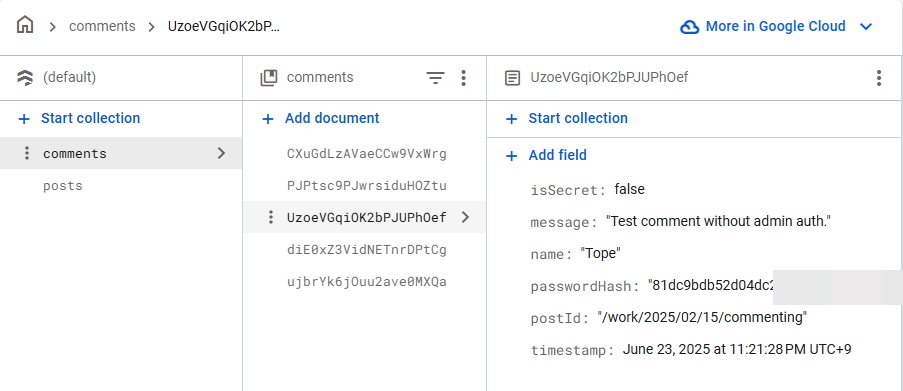 comments
UzoeVGqiOK2bP…
More in Google Cloud
(default)
comments
UzoeVGqiOK2bPJUPhOef
+ Start collection
+ Add document
+ Start collection
comments
posts
CXuGdLzAVaeCCw9VxWrg
PJPtsc9PJwrsiduHOZtu
UzoeVGqiOK2bPJUPhOef
diE0xZ3VidNETnrDPtCg
ujbrYk6jOuu2ave0MXQa
+ Add field
isSecret: false
message: "Test comment without admin auth."
name: "Tope"
passwordHash: "81dc9bdb52d04dc2
postId: "/work/2025/02/15/commenting"
timestamp: June 23, 2025 at 11:21:28 PM UTC+9